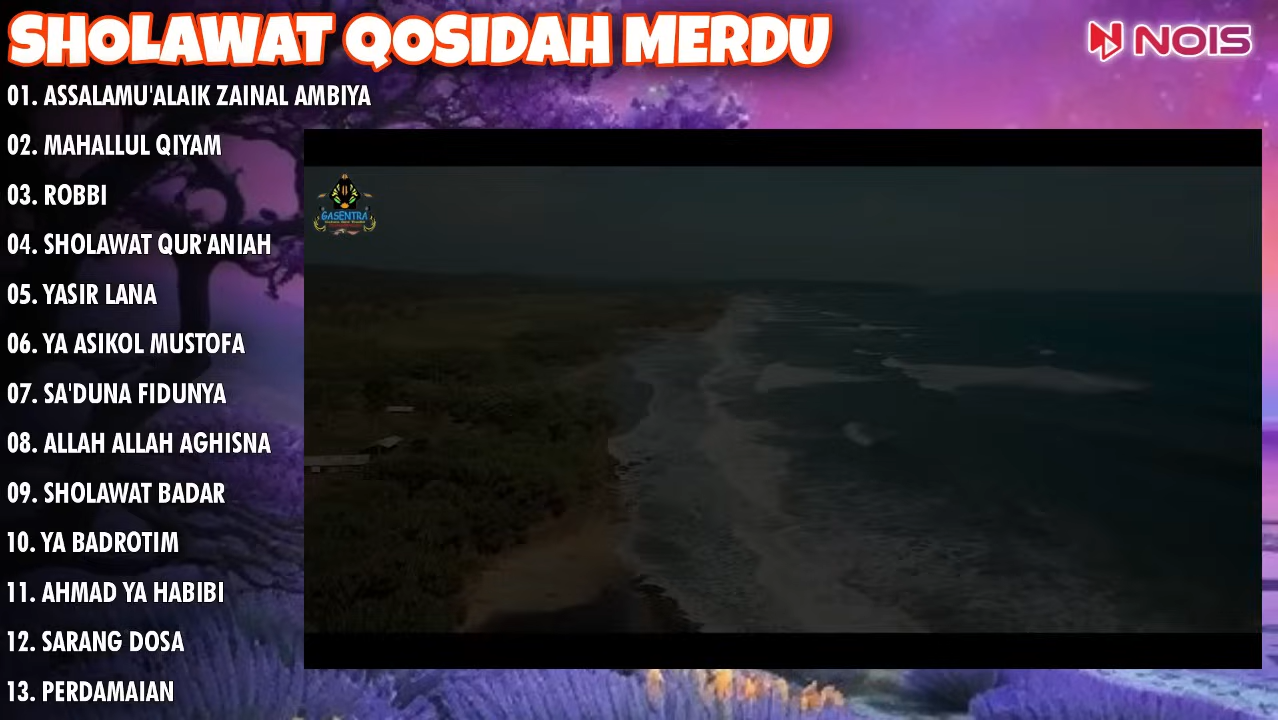 SHOLAWAT QOSIDAH MERDU
NOIS
01. ASSALAMU'ALAIK ZAINAL AMBIYA
02. MAHALLUL QIYAM
03. ROBBI
04. SHOLAWAT QUR'ANIAH
05. YASIR LANA
06. YA ASIKOL MUSTOFA
07. SA'DUNA FIDUNYA
08. ALLAH ALLAH AGHISNA
09. SHOLAWAT BADAR
10. YA BADROTIM
11. AHMAD YA HABIBI
12. SARANG DOSA
13. PERDAMAIAN
GASENTRA